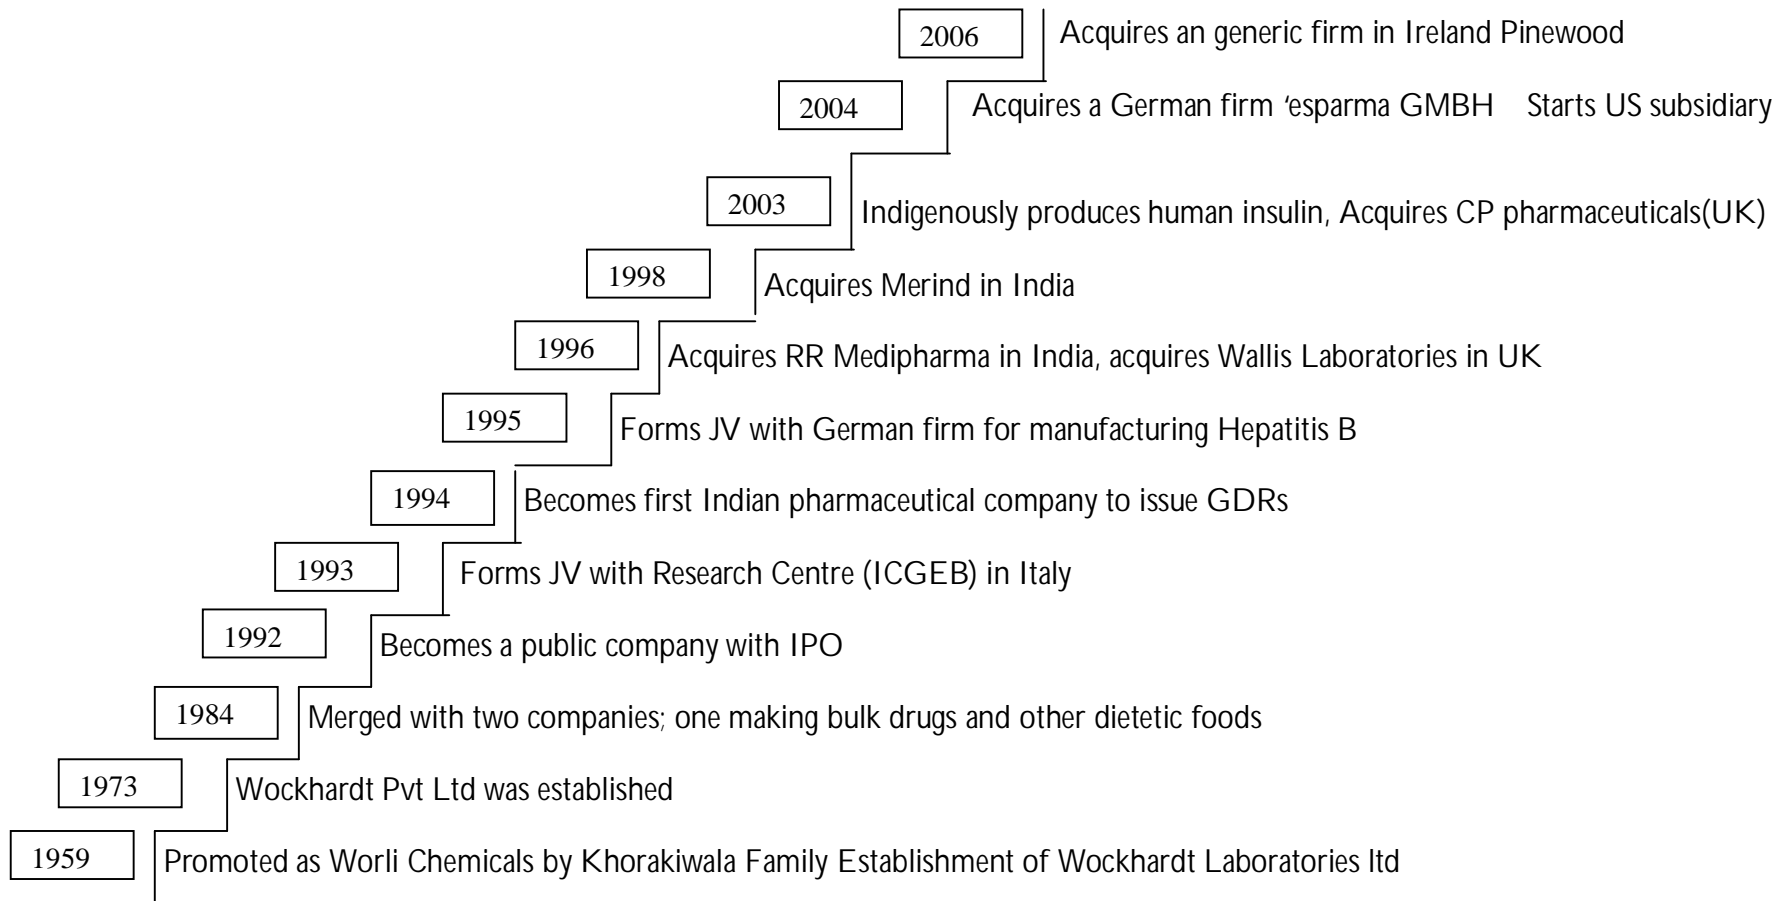 2006 Acquires an generic firm in Ireland Pinewood
2004 Acquires a German firm ‘esparma GMBH Starts US subsidiary
2003 Indigenously produces human insulin, Acquires CP pharmaceuticals(UK)
1998 Acquires Merind in India
1996 Acquires RR Medipharma in India, acquires Wallis Laboratories in UK
1995 Forms JV with German firm for manufacturing Hepatitis B
1994 Becomes first Indian pharmaceutical company to issue GDRs
1993 Forms JV with Research Centre (ICGEB) in Italy
1992 Becomes a public company with IPO
1984 Merged with two companies; one making bulk drugs and other dietetic foods
1973 Wockhardt Pvt Ltd was established
1959 Promoted as Worli Chemicals by Khorakiwala Family Establishment of Wockhardt Laboratories ltd